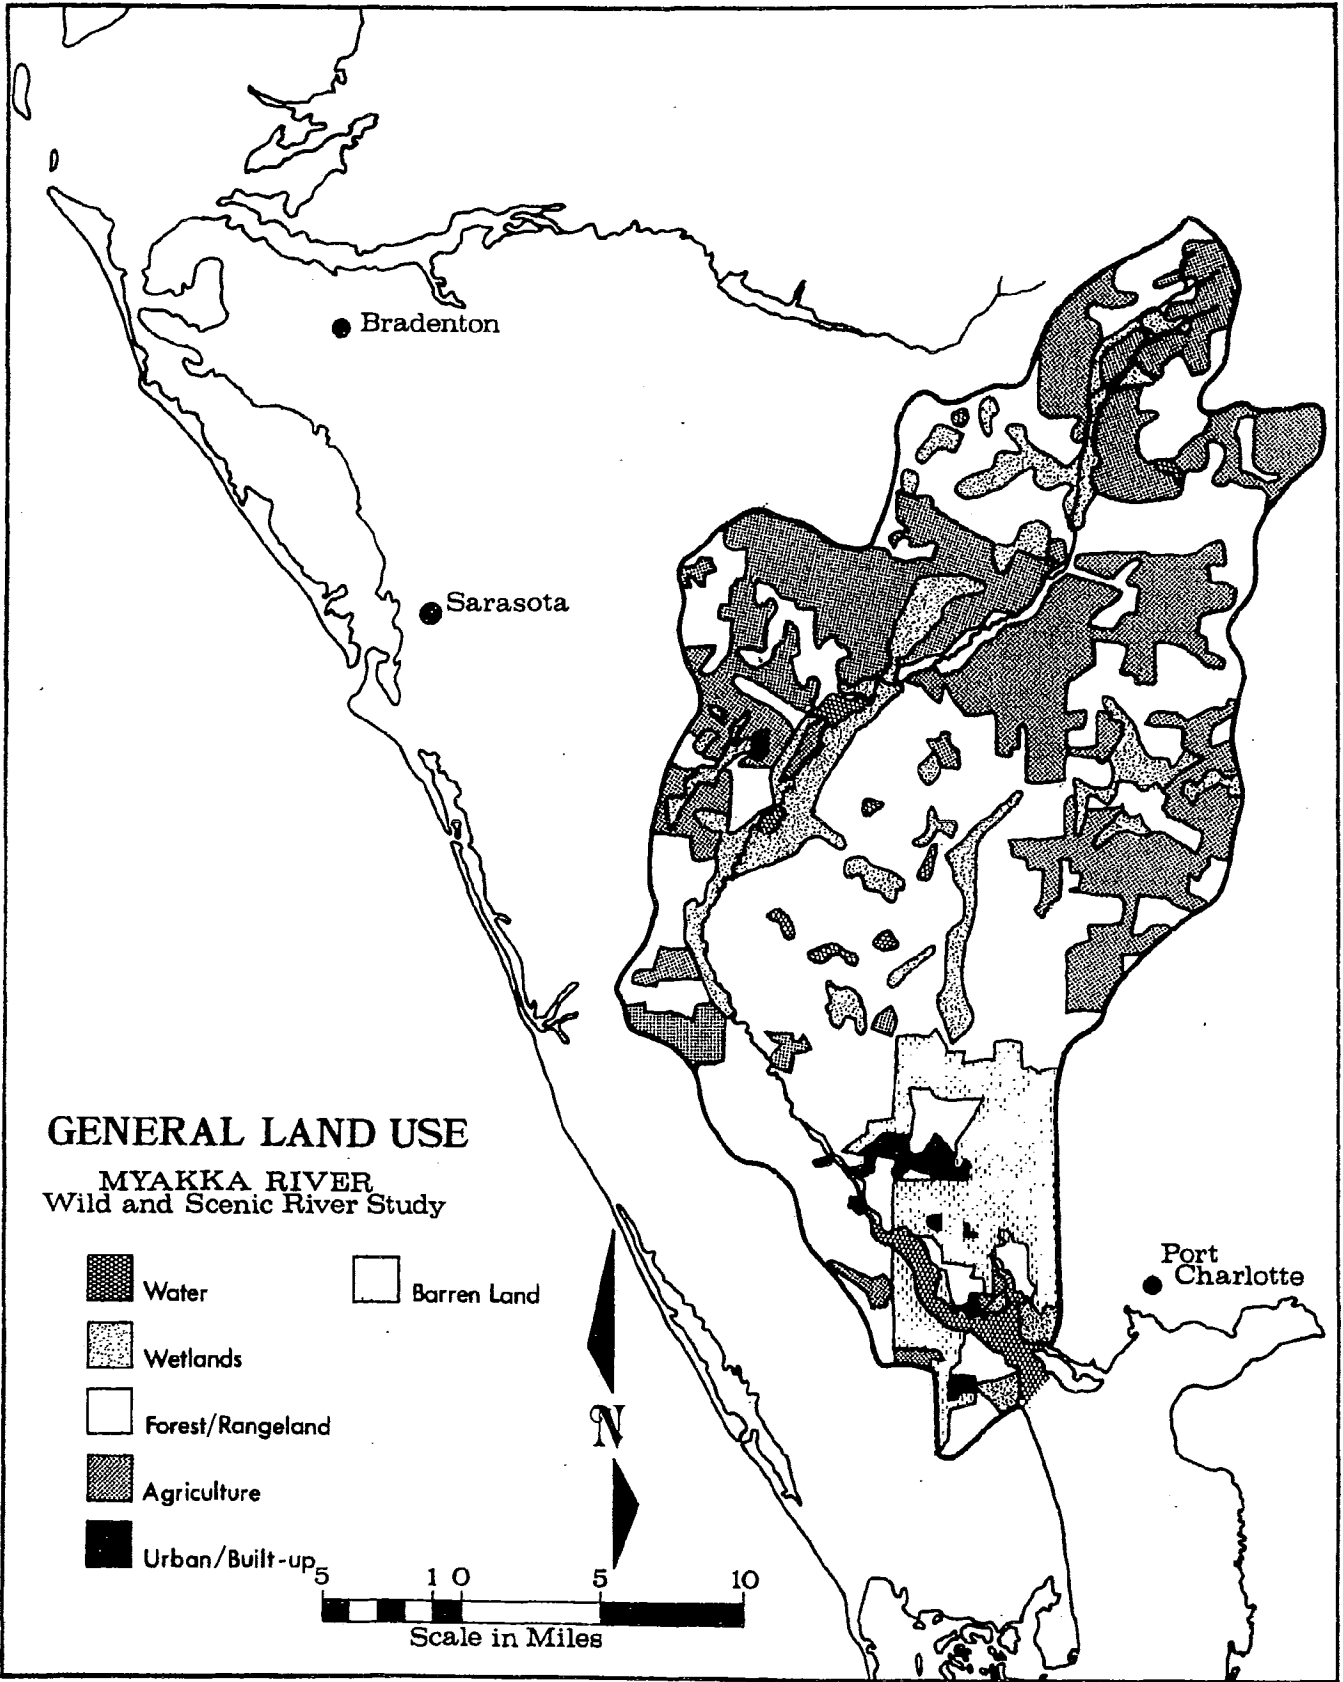 Bradenton
Sarasota
GENERAL LAND USE
MYAKKA RIVER
Wild and Scenic River Study
Port
Charlotte
Water
Barren Land
Wetlands
Forest/Rangeland
N
Agriculture
Urban/Built-up
5 1 0 5 10
Scale in Miles